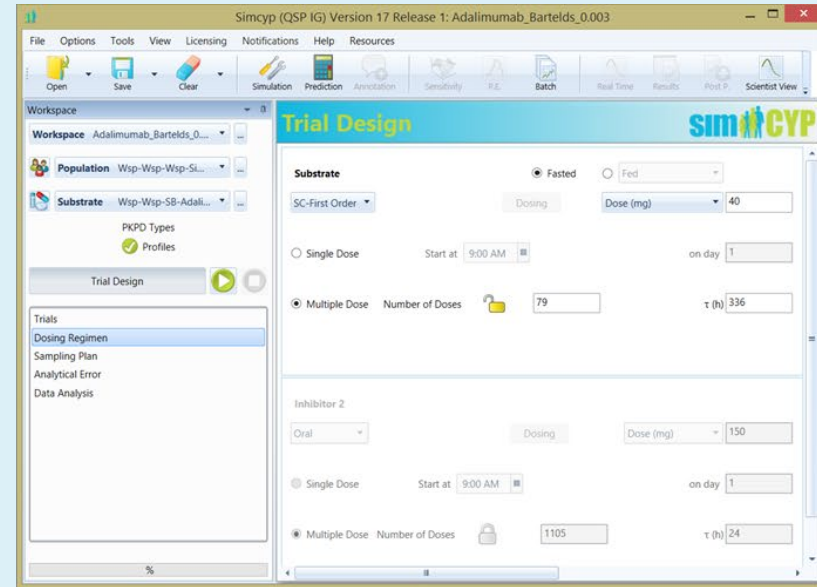 Simcyp (QSP IG) Version 17 Release 1: Adalimumab_Bartelds_0.003
File Options Tools View Licensing Notifications Help Resources
Open Save Clear Simulation Prediction Annotation Sensitivity P.E. Batch Real Time Results Post P. Scientist View
Workspace
Workspace Adalimumab_Bartelds_0.... ...
Population Wsp-Wsp-Wsp-Si... ...
Substrate Wsp-Wsp-SB-Adali... ...
PKPD Types
Profiles
Trial Design
Trials
Dosing Regimen
Sampling Plan
Analytical Error
Data Analysis
%
Trial Design
SIMCYP
Substrate Fasted Fed
SC-First Order Dosing Dose (mg) 40
Single Dose Start at 9:00 AM on day 1
Multiple Dose Number of Doses 79 τ (h) 336
Inhibitor 2
Oral Dosing Dose (mg) 150
Single Dose Start at 9:00 AM on day 1
Multiple Dose Number of Doses 1105 τ (h) 24